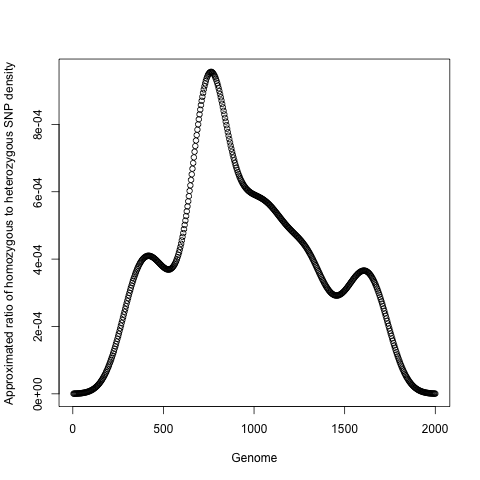 Approximated ratio of homozygous to heterozygous SNP density
8e-04
6e-04
4e-04
2e-04
0e+00
0 500 1000 1500 2000
Genome